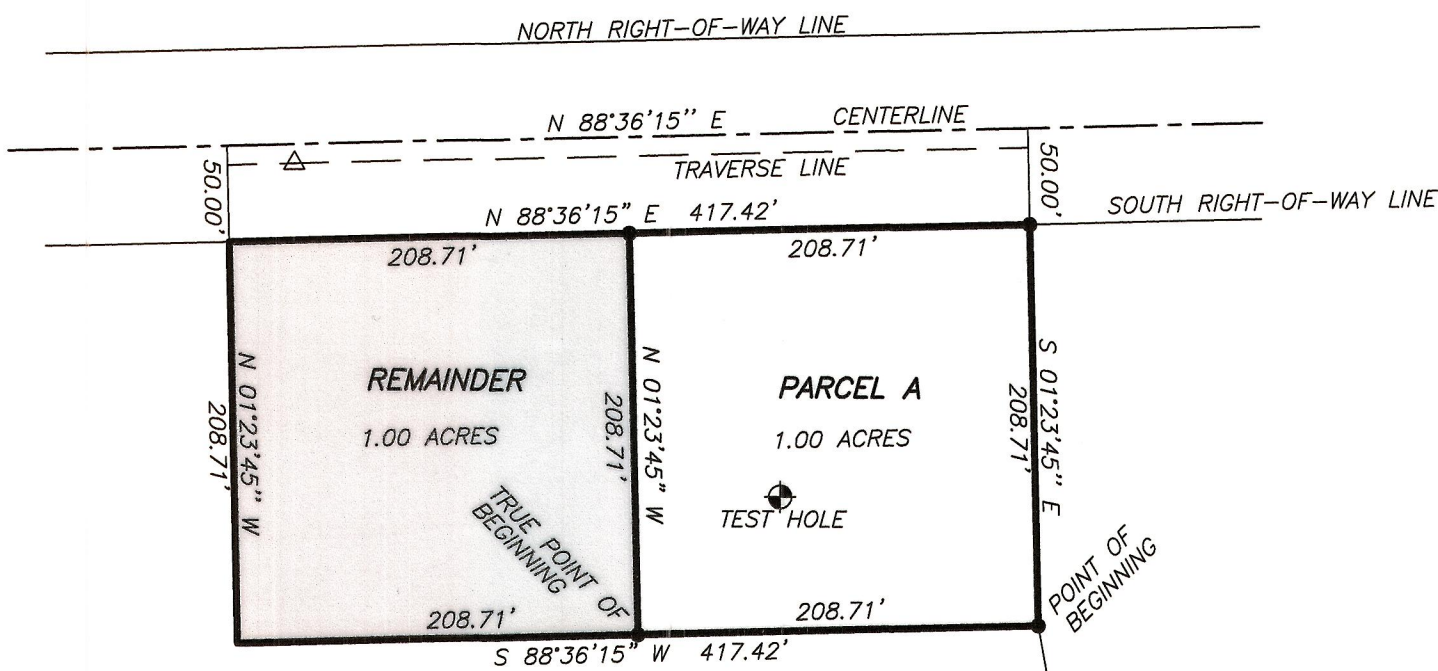 NORTH RIGHT-OF-WAY LINE
N 88°36'15'' E
CENTERLINE
TRAVERSE LINE
50.00'
50.00'
SOUTH RIGHT-OF-WAY LINE
N 88°36'15" E 417.42'
208.71'
208.71'
N 01°23'45" W
208.71'
REMAINDER
1.00 ACRES
208.71'
N 01°23'45" W
PARCEL A
1.00 ACRES
TEST HOLE
208.71'
S 01°23'45" E
TRUE POINT OF
BEGINNING
POINT OF
BEGINNING
208.71'
208.71'
S 88°36'15" W 417.42'